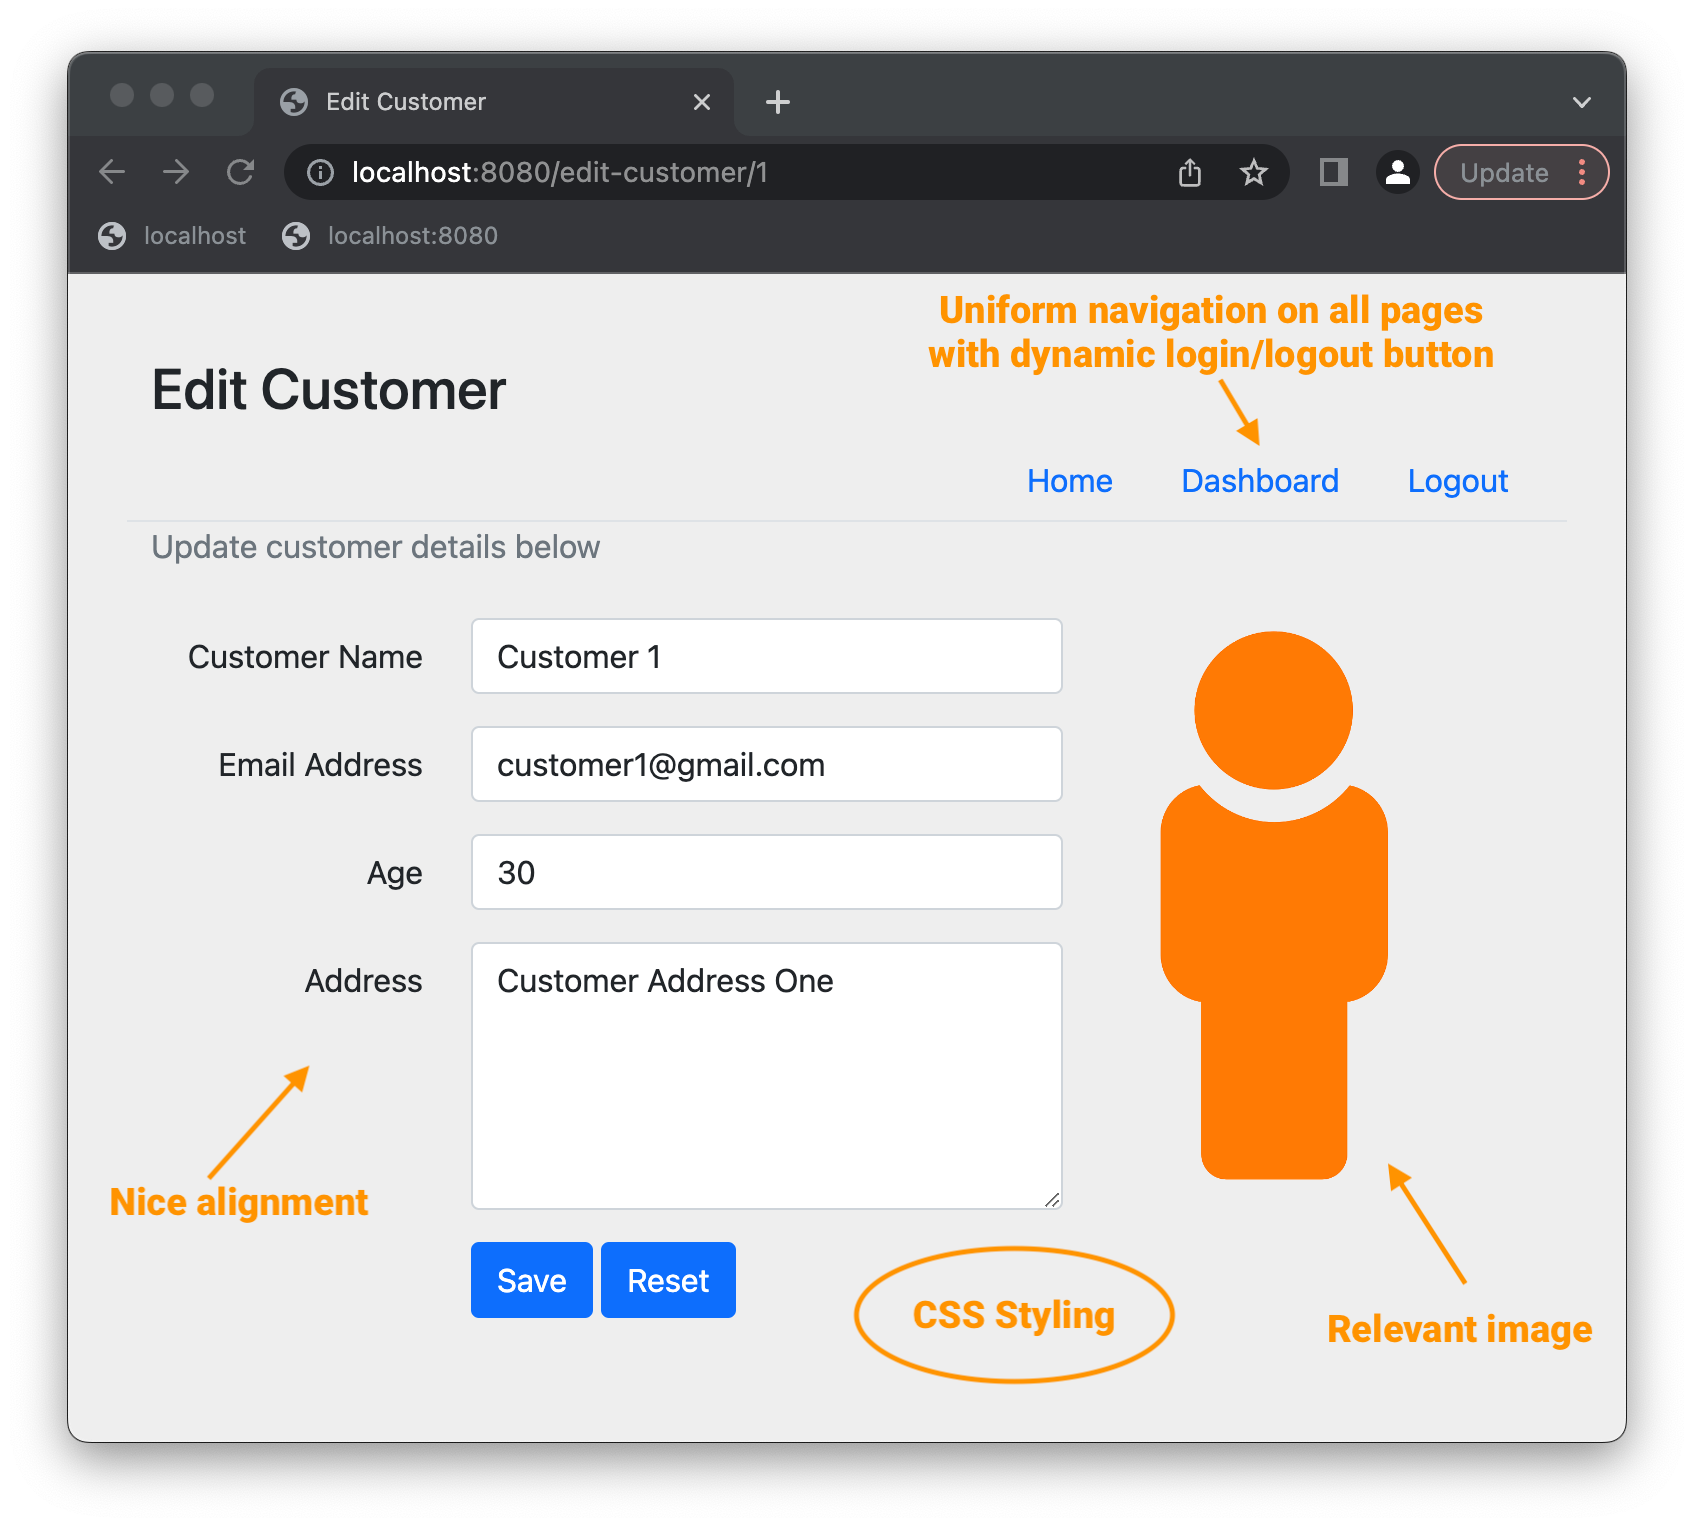 Edit Customer
localhost:8080/edit-customer/1
Update
localhost localhost:8080
Uniform navigation on all pages
with dynamic login/logout button
Edit Customer
Home Dashboard Logout
Update customer details below
Customer Name Customer 1
Email Address customer1@gmail.com
Age 30
Address Customer Address One
Nice alignment
Save Reset
CSS Styling
Relevant image